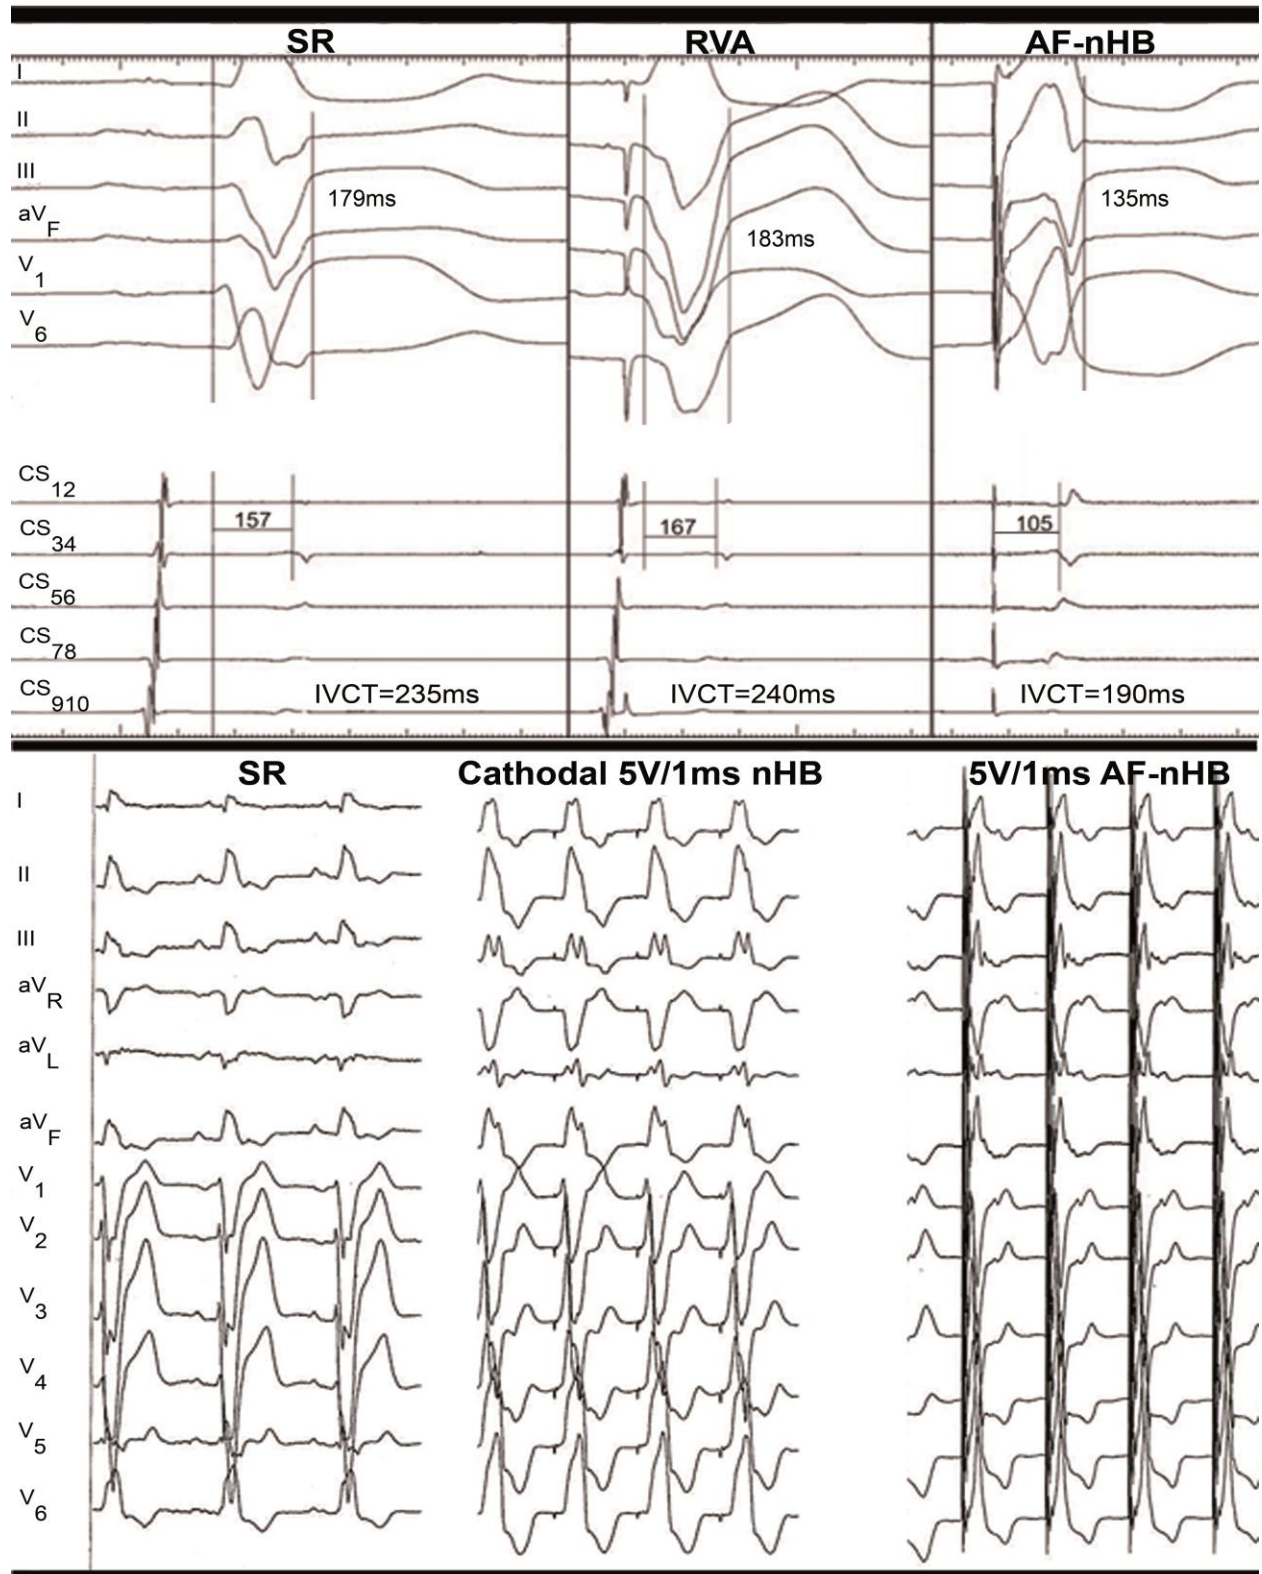 SR RVA AF-nHB
I
II
III
aVF
V1
V6
179ms
183ms
135ms
CS12
CS34
CS56
CS78
CS910
157
167
105
IVCT=235ms IVCT=240ms IVCT=190ms
SR Cathodal 5V/1ms nHB 5V/1ms AF-nHB
I
II
III
aVR
aVL
aVF
V1
V2
V3
V4
V5
V6